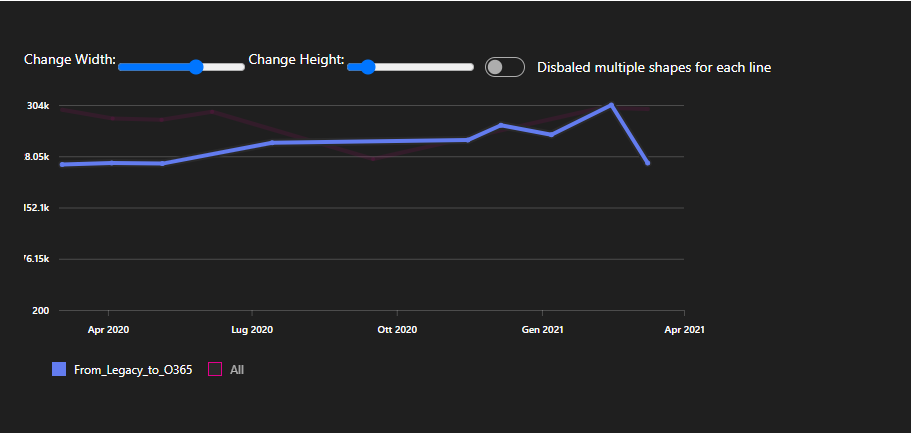 Change Width: Change Height: Disbaled multiple shapes for each line
304k
8.05k
52.1k
6.15k
200
Apr 2020 Lug 2020 Ott 2020 Gen 2021 Apr 2021
From_Legacy_to_O365 All